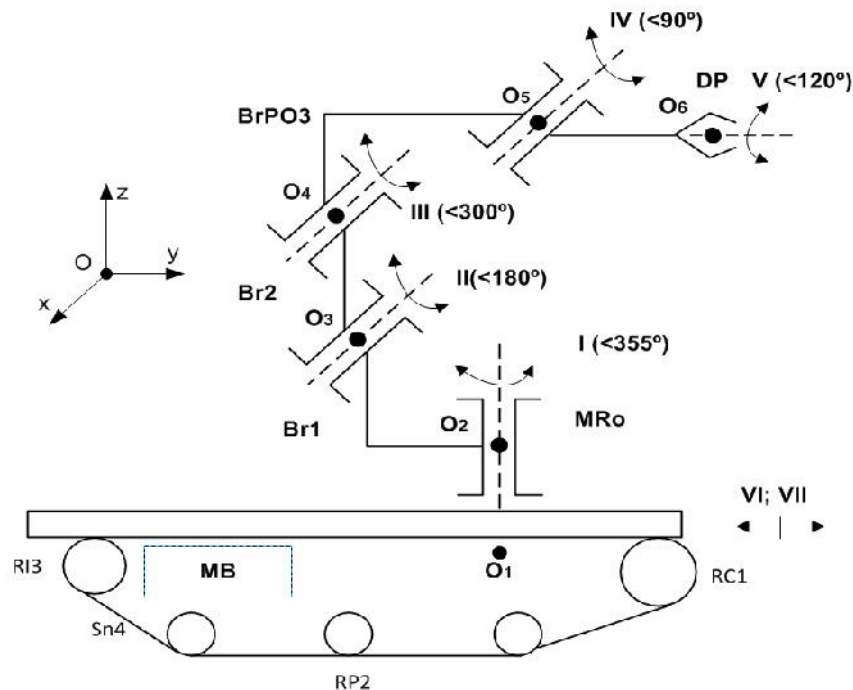 IV (<90º)
DP
V (<120º)
O5
O6
BrPO3
O4
III (<300º)
z
O
y
x
Br2
II(<180º)
O3
I (<355º)
Br1
O2
MRo
VI; VII
RI3
MB
O1
RC1
Sn4
RP2